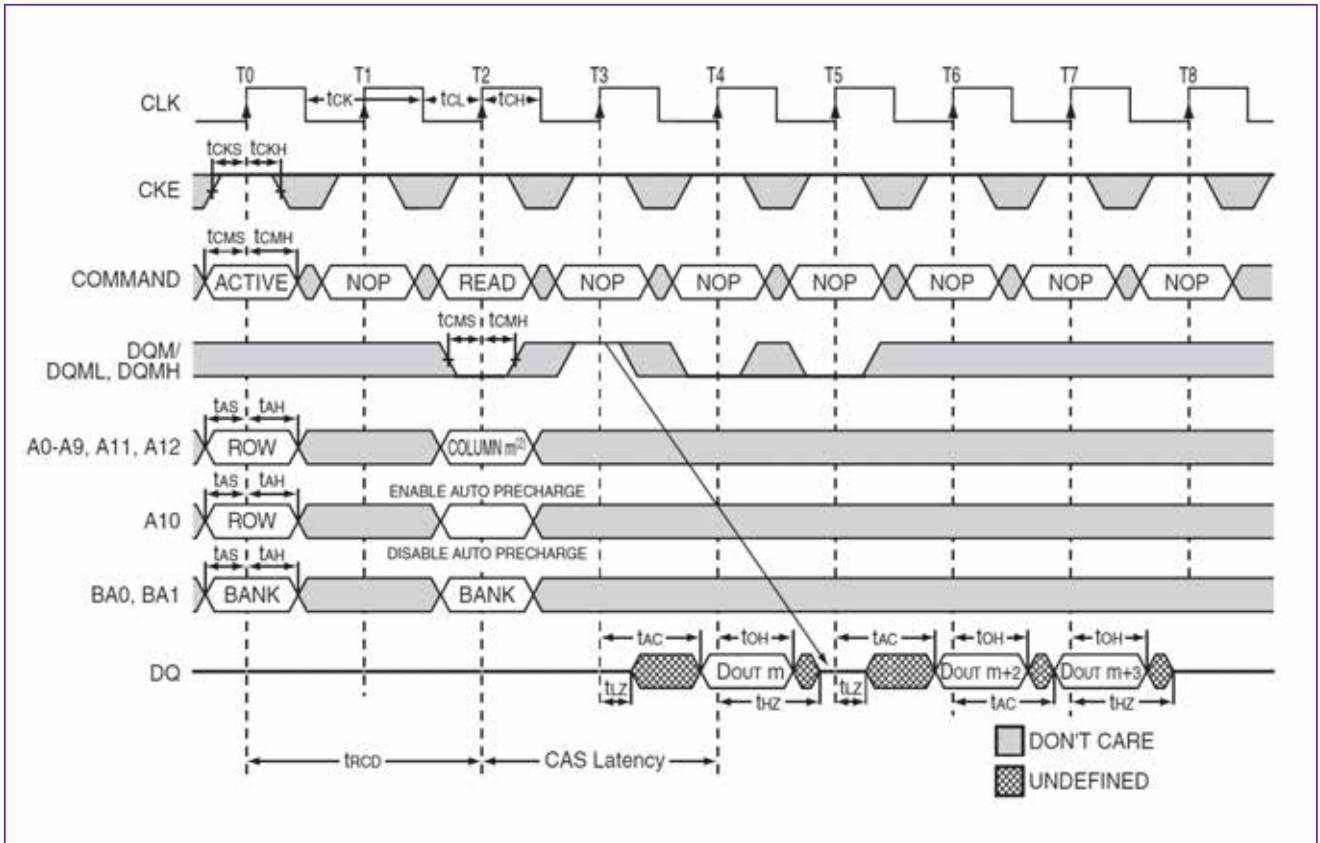 T0 T1 T2 T3 T4 T5 T6 T7 T8
CLK
tCK tCL tCH
tCKS tCKH
CKE
tCMS tCMH
COMMAND
ACTIVE NOP READ NOP NOP NOP NOP NOP NOP
tCMS tCMH
DQM/
DQML, DQMH
tAS tAH
A0-A9, A11, A12
ROW COLUMN m(2)
tAS tAH
ENABLE AUTO PRECHARGE
A10
ROW
tAS tAH
DISABLE AUTO PRECHARGE
BA0, BA1
BANK BANK
tAC tOH tAC tOH tOH
DQ
DOUT m DOUT m+2 DOUT m+3
tLZ tHZ tLZ tAC tHZ
tRCD CAS Latency
DON'T CARE
UNDEFINED